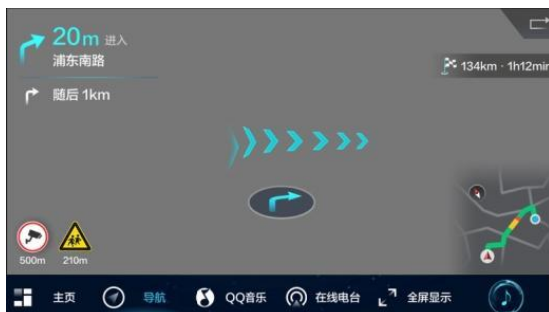 20m 进入
浦东南路
随后 1km
134km · 1h12min
500m
210m
主页
导航
QQ音乐
在线电台
全屏显示